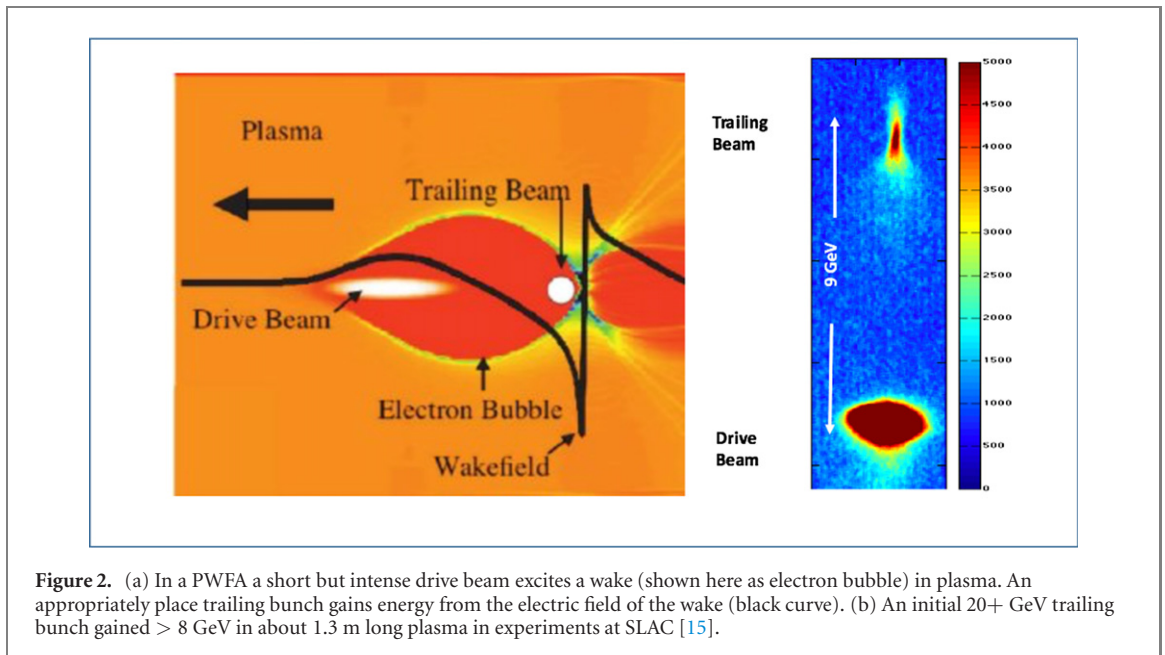 Plasma
Trailing Beam
Drive Beam
Electron Bubble
Wakefield
Trailing
Beam
9 GeV
Drive
Beam
5000
4500
4000
3500
3000
2500
2000
1500
1000
500
0
Figure 2. (a) In a PWFA a short but intense drive beam excites a wake (shown here as electron bubble) in plasma. An
appropriately place trailing bunch gains energy from the electric field of the wake (black curve). (b) An initial 20+ GeV trailing
bunch gained > 8 GeV in about 1.3 m long plasma in experiments at SLAC [15].